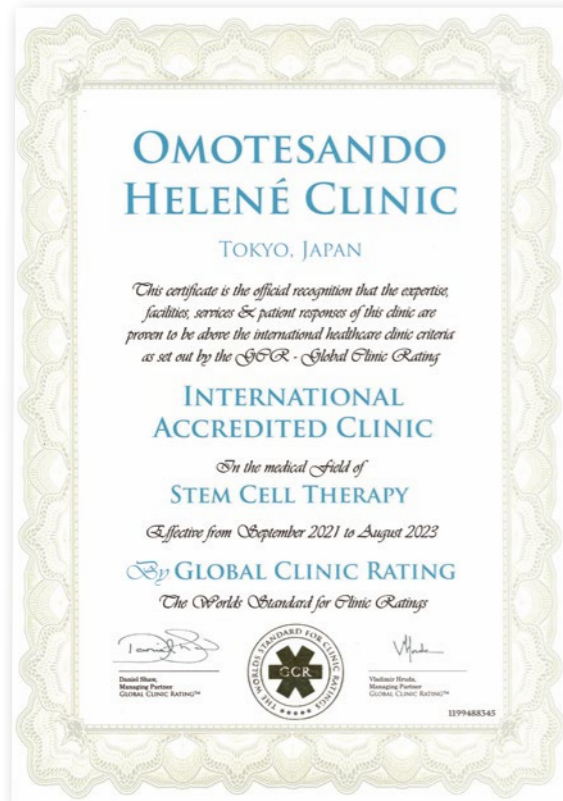 OMOTESANDO
HELENÉ CLINIC
TOKYO, JAPAN
This certificate is the official recognition that the expertise,
facilities, services & patient responses of this clinic are
proven to be above the international healthcare clinic criteria
as set out by the GCR - Global Clinic Rating
INTERNATIONAL
ACCREDITED CLINIC
In the medical Field of
STEM CELL THERAPY
Effective from September 2021 to August 2023
By GLOBAL CLINIC RATING
The Worlds Standard for Clinic Ratings
THE WORLDS STANDARD FOR CLINIC RATINGS
GCR
Daniel Shaw,
Managing Partner
GLOBAL CLINIC RATING™
Vladimir Hruda,
Managing Partner
GLOBAL CLINIC RATING™
1199488345